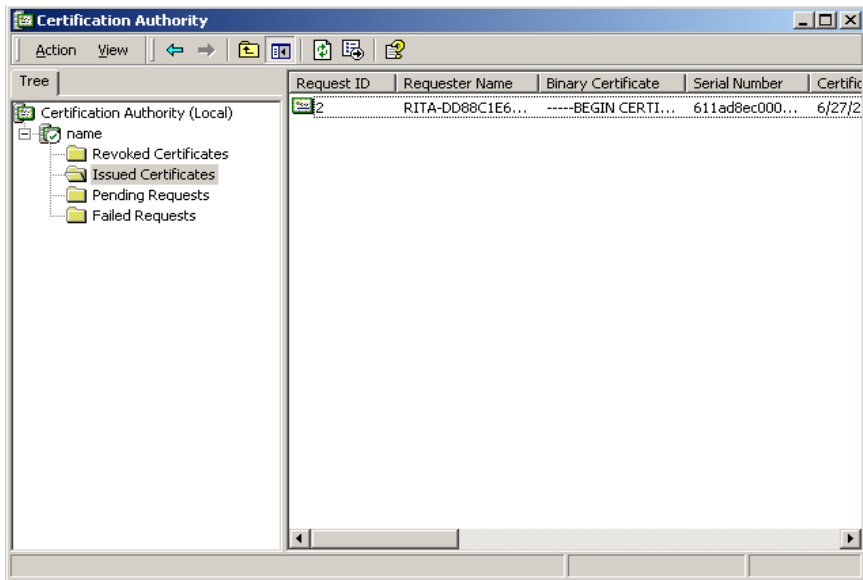 Certification Authority
Action View
Tree
Request ID Requester Name Binary Certificate Serial Number Certific
Certification Authority (Local)
2 RITA-DD88C1E6... -----BEGIN CERTI... 611ad8ec000... 6/27/2
name
Revoked Certificates
Issued Certificates
Pending Requests
Failed Requests